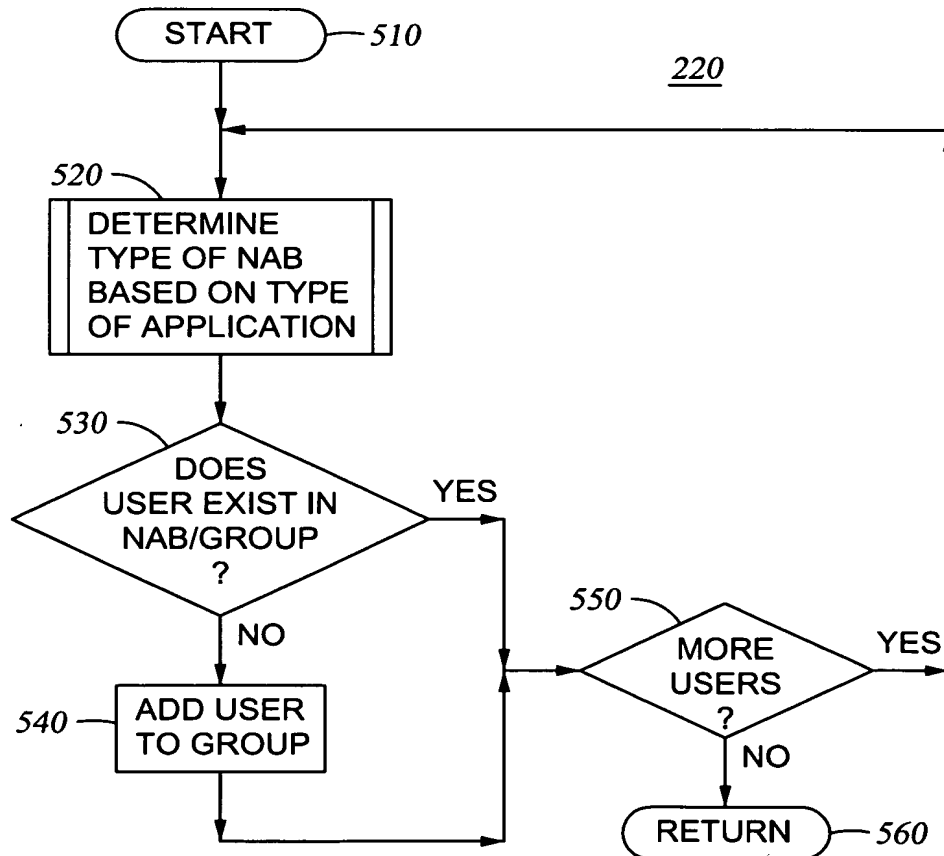 START
510
220
520
DETERMINE
TYPE OF NAB
BASED ON TYPE
OF APPLICATION
530
DOES
USER EXIST IN
NAB/GROUP
?
YES
NO
540
ADD USER
TO GROUP
550
MORE
USERS
?
YES
NO
RETURN
560